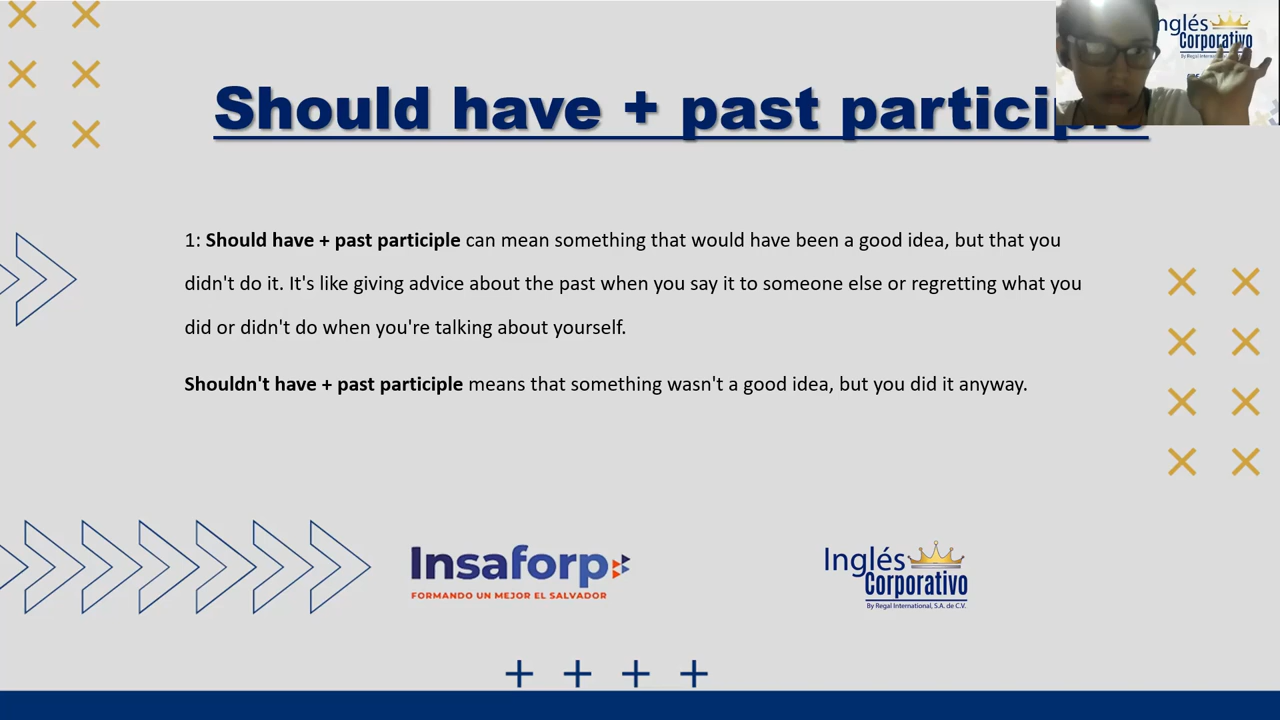 Inglés
Corporativo
Should have + past participle
1: Should have + past participle can mean something that would have been a good idea, but that you
didn't do it. It's like giving advice about the past when you say it to someone else or regretting what you
did or didn't do when you're talking about yourself.
Shouldn't have + past participle means that something wasn't a good idea, but you did it anyway.
Insaforp
FORMANDO UN MEJOR EL SALVADOR
Inglés
Corporativo
By Regal International, S.A. de C.V.